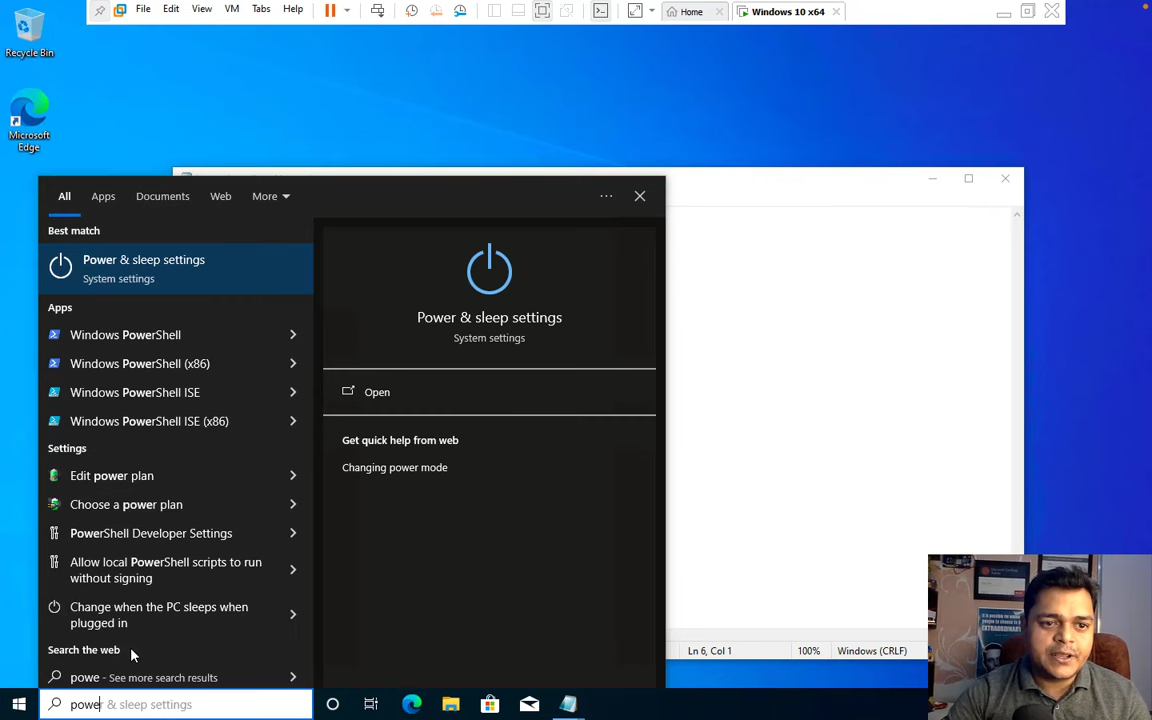 File Edit View VM Tabs Help
Home
Windows 10 x64
Recycle Bin
Microsoft
Edge
All Apps Documents Web More
Best match
Power & sleep settings
System settings
Apps
Windows PowerShell
Windows PowerShell (x86)
Windows PowerShell ISE
Windows PowerShell ISE (x86)
Settings
Edit power plan
Choose a power plan
PowerShell Developer Settings
Allow local PowerShell scripts to run
without signing
Change when the PC sleeps when
plugged in
Search the web
powe - See more search results
power & sleep settings
Power & sleep settings
System settings
Open
Get quick help from web
Changing power mode
Ln 6, Col 1
100%
Windows (CRLF)
EXTRAORDINARY